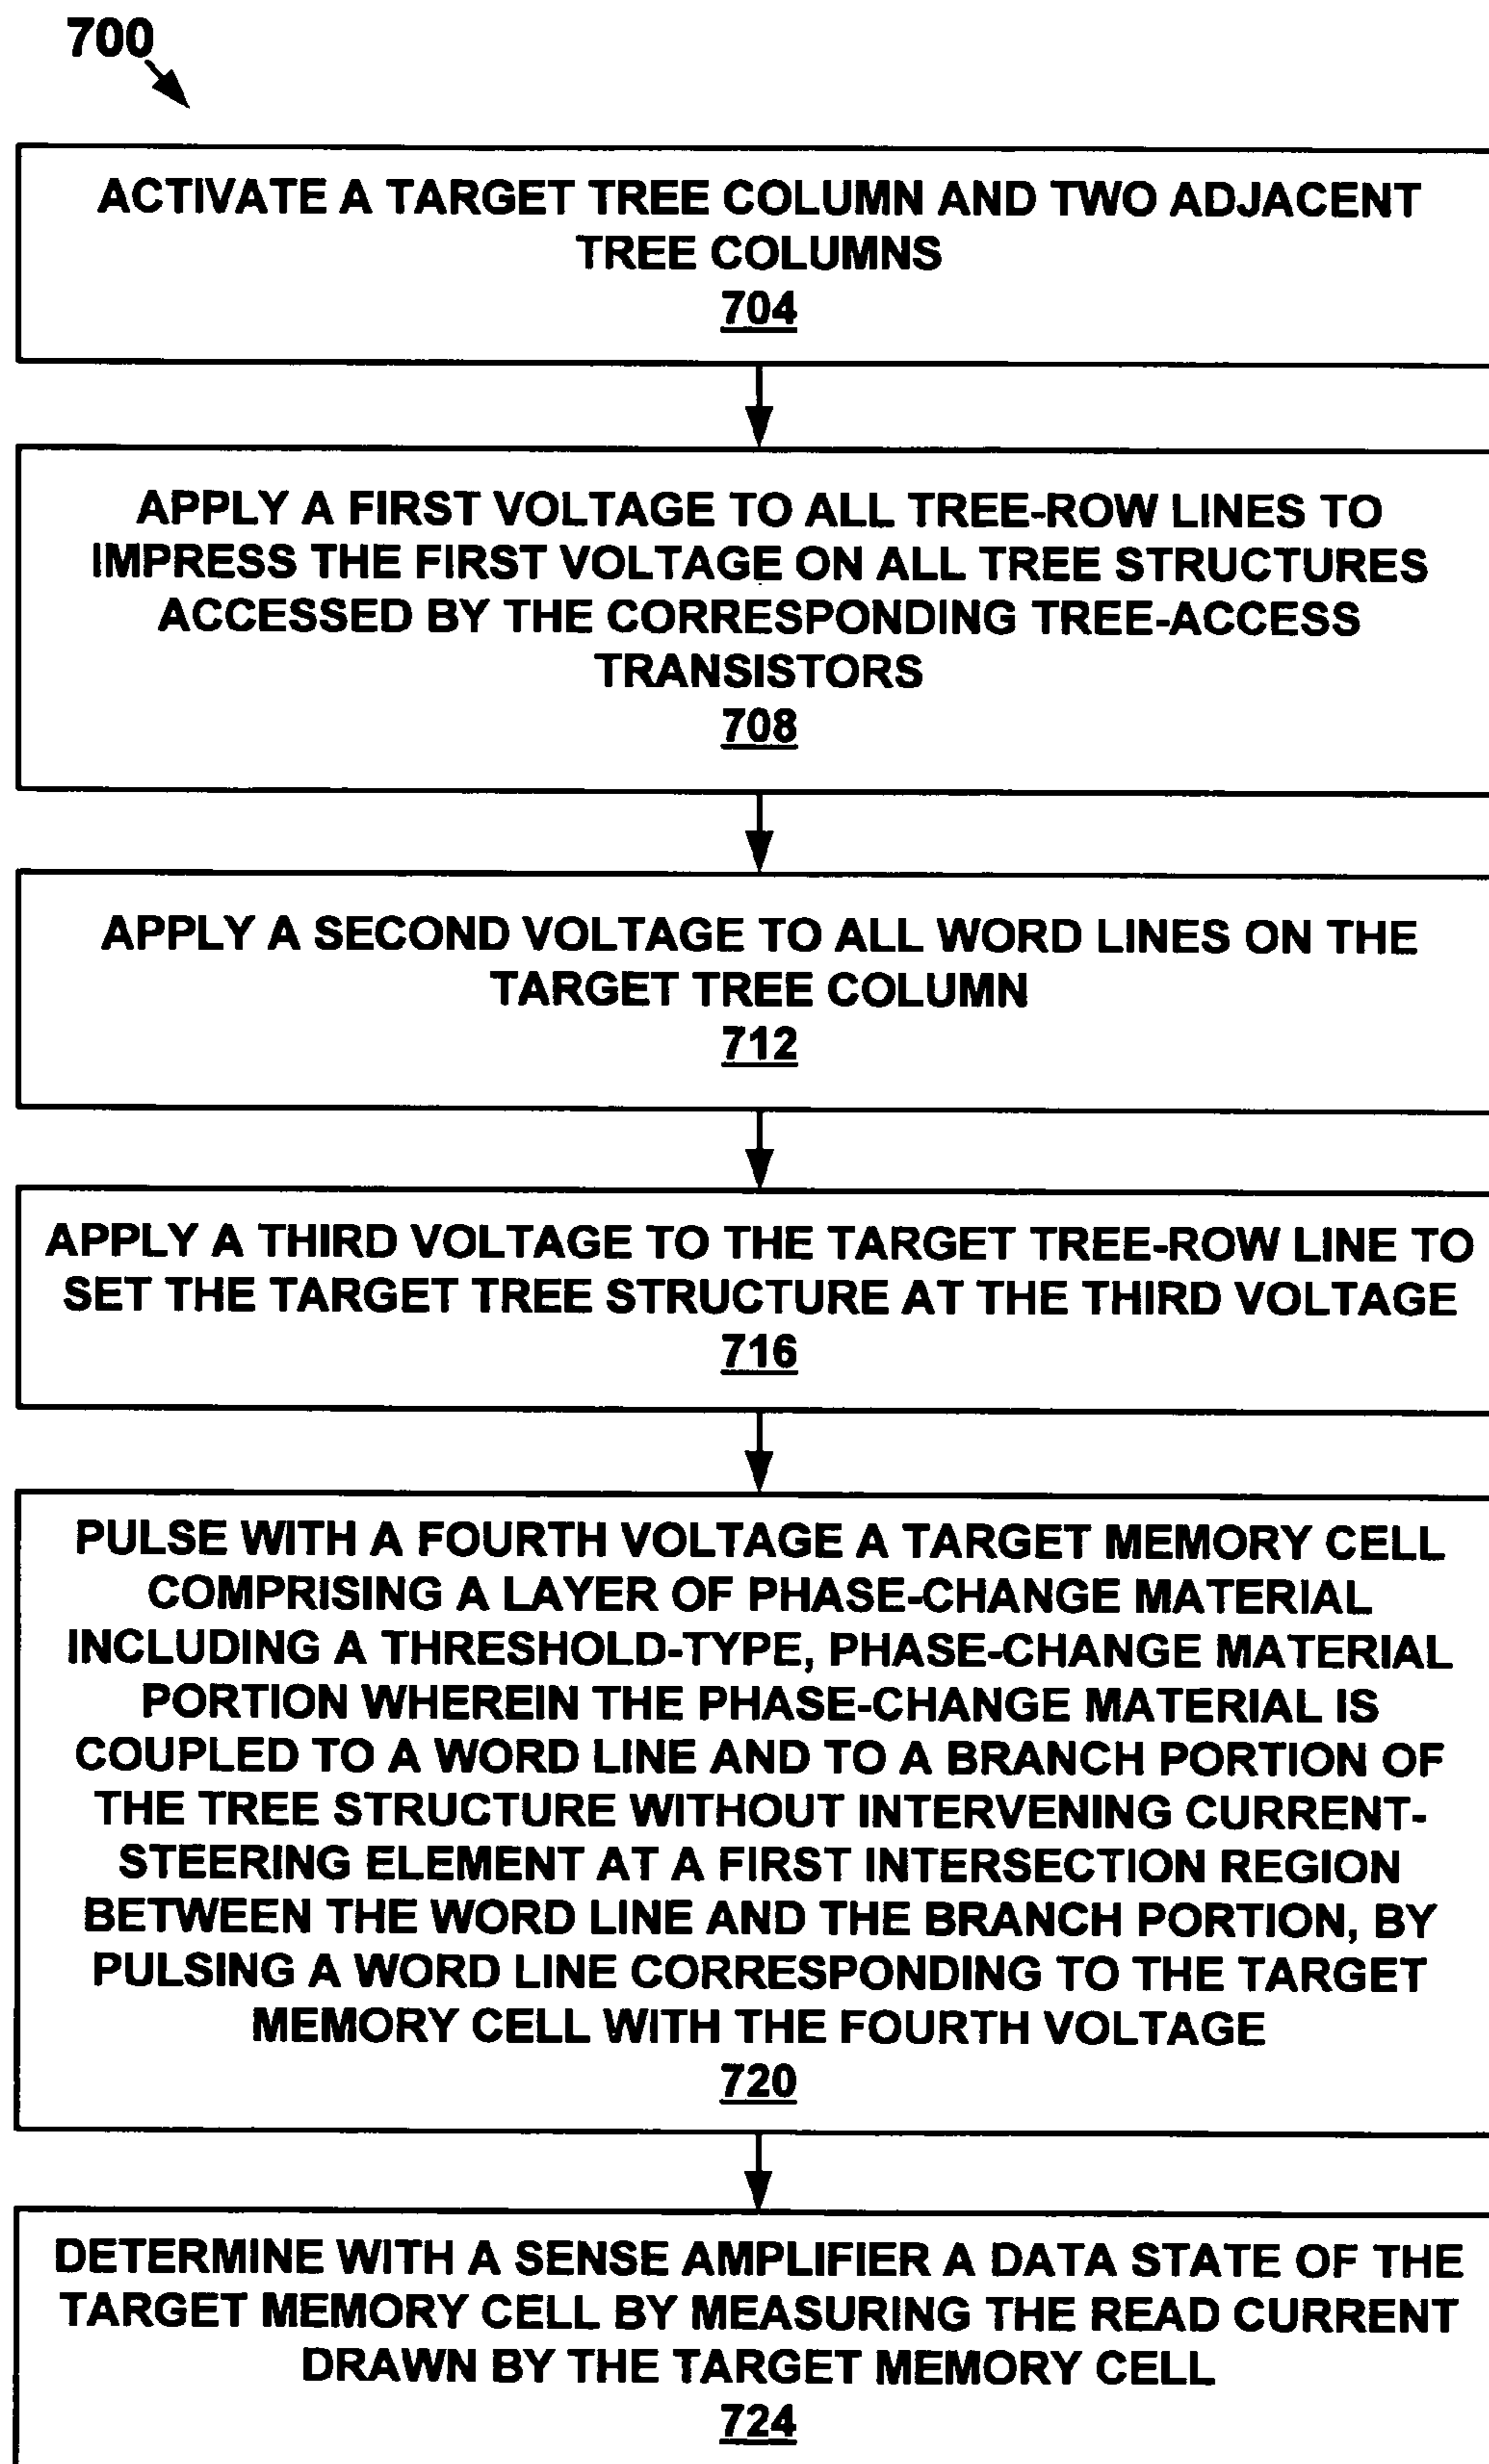 700
ACTIVATE A TARGET TREE COLUMN AND TWO ADJACENT
TREE COLUMNS
704
APPLY A FIRST VOLTAGE TO ALL TREE-ROW LINES TO
IMPRESS THE FIRST VOLTAGE ON ALL TREE STRUCTURES
ACCESSED BY THE CORRESPONDING TREE-ACCESS
TRANSISTORS
708
APPLY A SECOND VOLTAGE TO ALL WORD LINES ON THE
TARGET TREE COLUMN
712
APPLY A THIRD VOLTAGE TO THE TARGET TREE-ROW LINE TO
SET THE TARGET TREE STRUCTURE AT THE THIRD VOLTAGE
716
PULSE WITH A FOURTH VOLTAGE A TARGET MEMORY CELL
COMPRISING A LAYER OF PHASE-CHANGE MATERIAL
INCLUDING A THRESHOLD-TYPE, PHASE-CHANGE MATERIAL
PORTION WHEREIN THE PHASE-CHANGE MATERIAL IS
COUPLED TO A WORD LINE AND TO A BRANCH PORTION OF
THE TREE STRUCTURE WITHOUT INTERVENING CURRENT-
STEERING ELEMENT AT A FIRST INTERSECTION REGION
BETWEEN THE WORD LINE AND THE BRANCH PORTION, BY
PULSING A WORD LINE CORRESPONDING TO THE TARGET
MEMORY CELL WITH THE FOURTH VOLTAGE
720
DETERMINE WITH A SENSE AMPLIFIER A DATA STATE OF THE
TARGET MEMORY CELL BY MEASURING THE READ CURRENT
DRAWN BY THE TARGET MEMORY CELL
724